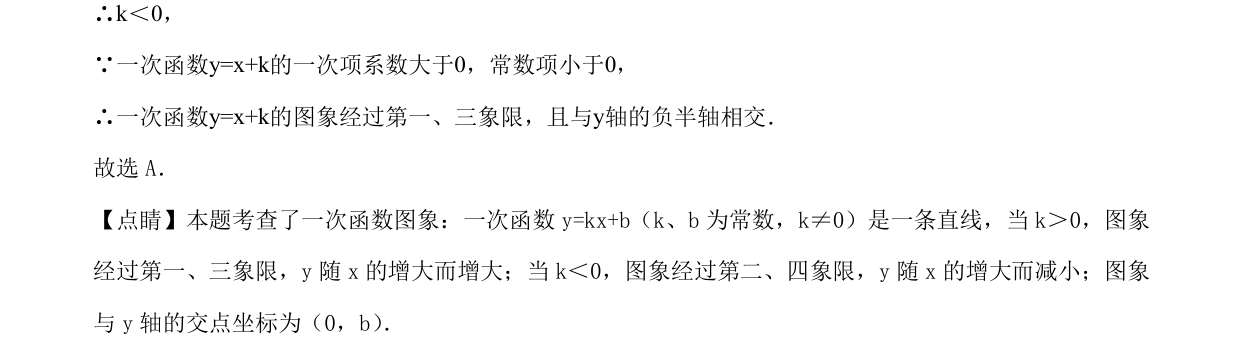 ∴k＜0，
∵一次函数y=x+k的一次项系数大于0，常数项小于0，
∴一次函数y=x+k的图象经过第一、三象限，且与y轴的负半轴相交．
故选 A．
【点睛】本题考查了一次函数图象：一次函数 y=kx+b（k、b 为常数，k≠0）是一条直线，当 k＞0，图象
经过第一、三象限，y 随 x 的增大而增大；当 k＜0，图象经过第二、四象限，y 随 x 的增大而减小；图象
与 y 轴的交点坐标为（0，b）．